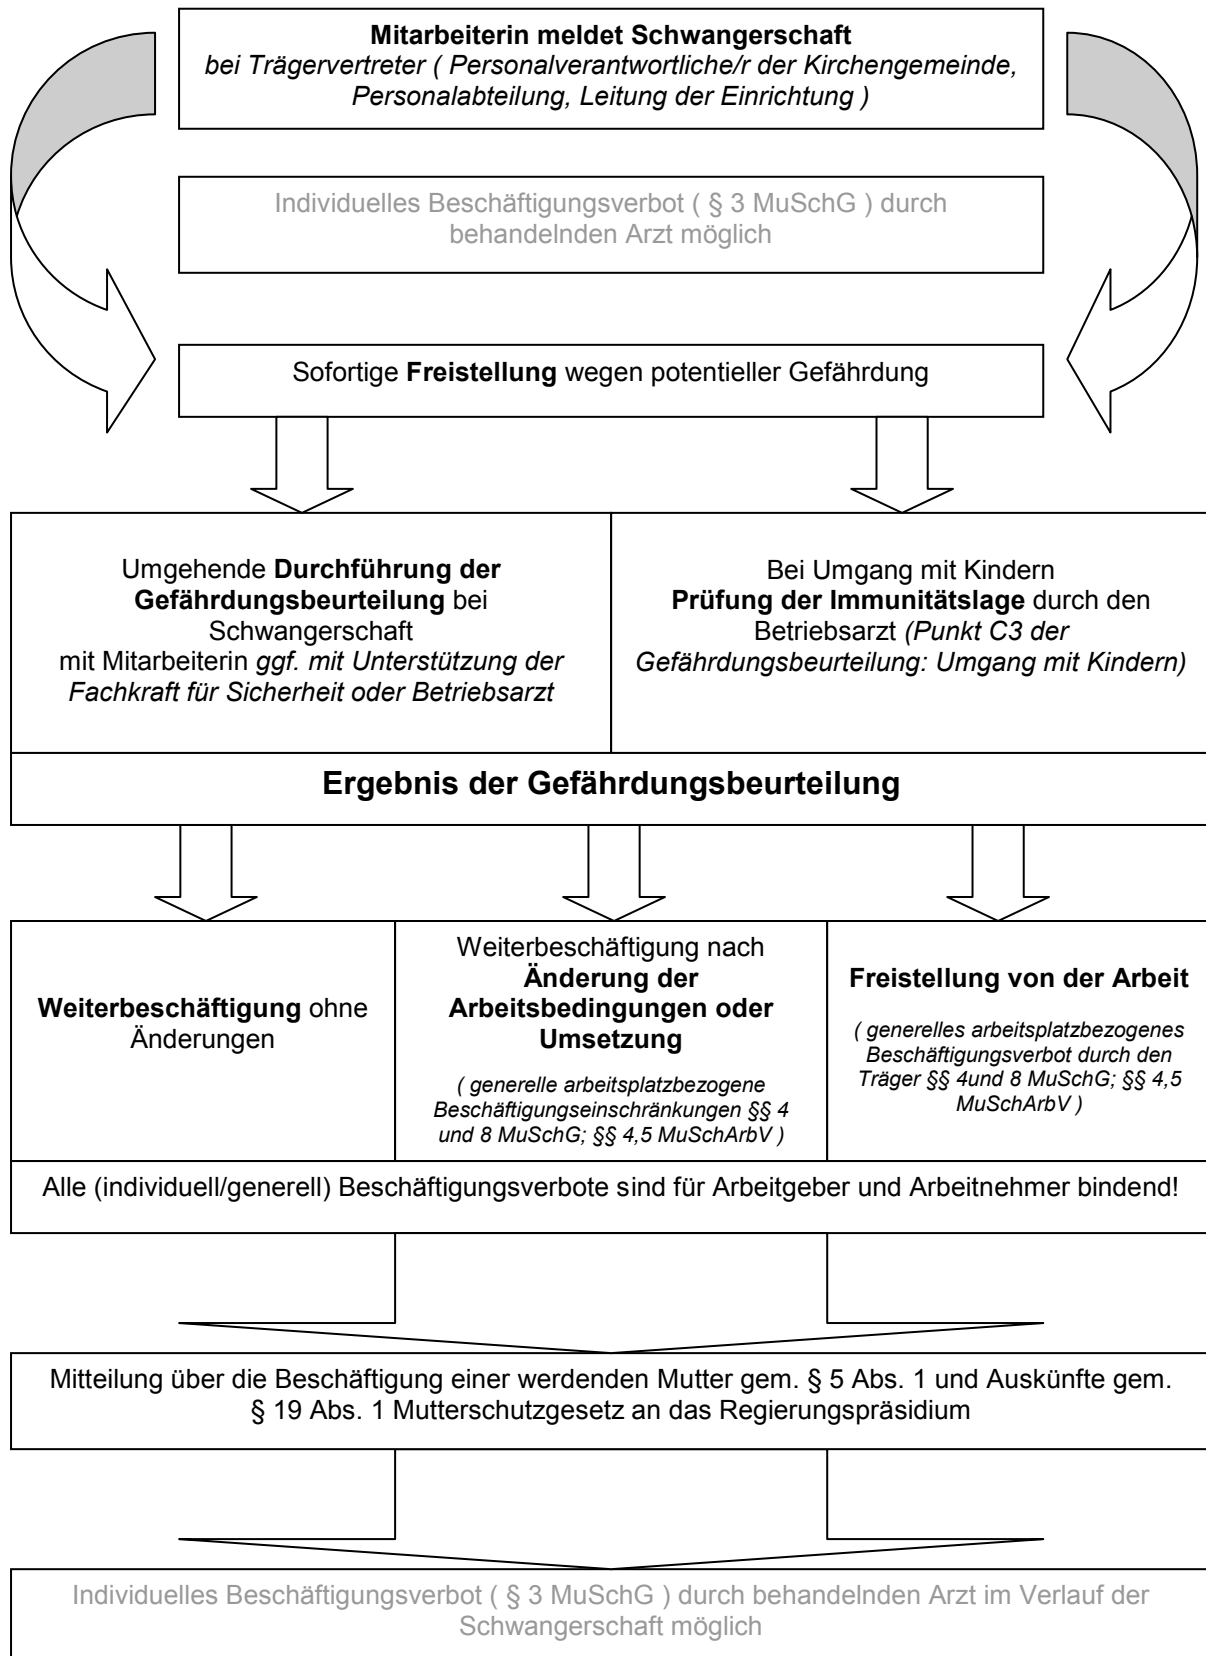 Mitarbeiterin meldet Schwangerschaft
bei Trägervertreter ( Personalverantwortliche/r der Kirchengemeinde,
Personalabteilung, Leitung der Einrichtung )
Individuelles Beschäftigungsverbot ( § 3 MuSchG ) durch
behandelnden Arzt möglich
Sofortige Freistellung wegen potentieller Gefährdung
Umgehende Durchführung der
Gefährdungsbeurteilung bei
Schwangerschaft
mit Mitarbeiterin ggf. mit Unterstützung der
Fachkraft für Sicherheit oder Betriebsarzt
Bei Umgang mit Kindern
Prüfung der Immunitätslage durch den
Betriebsarzt (Punkt C3 der
Gefährdungsbeurteilung: Umgang mit Kindern)
Ergebnis der Gefährdungsbeurteilung
Weiterbeschäftigung ohne
Änderungen
Weiterbeschäftigung nach
Änderung der
Arbeitsbedingungen oder
Umsetzung
( generelle arbeitsplatzbezogene
Beschäftigungseinschränkungen §§ 4
und 8 MuSchG; §§ 4,5 MuSchArbV )
Freistellung von der Arbeit
( generelles arbeitsplatzbezogenes
Beschäftigungsverbot durch den
Träger §§ 4und 8 MuSchG; §§ 4,5
MuSchArbV )
Alle (individuell/generell) Beschäftigungsverbote sind für Arbeitgeber und Arbeitnehmer bindend!
Mitteilung über die Beschäftigung einer werdenden Mutter gem. § 5 Abs. 1 und Auskünfte gem.
§ 19 Abs. 1 Mutterschutzgesetz an das Regierungspräsidium
Individuelles Beschäftigungsverbot ( § 3 MuSchG ) durch behandelnden Arzt im Verlauf der
Schwangerschaft möglich